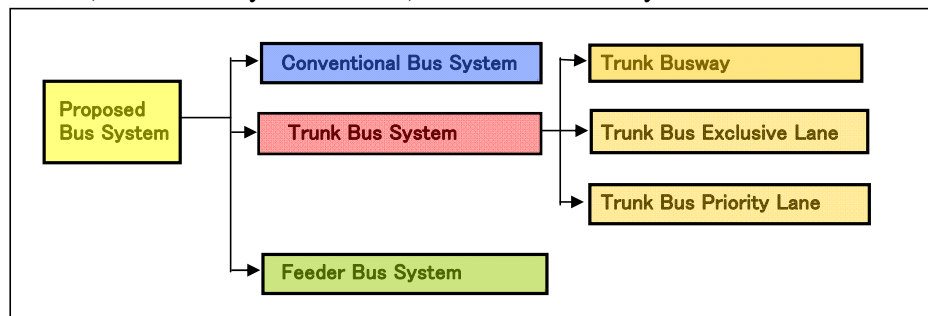 Conventional Bus System
Trunk Busway
Proposed
Bus System
Trunk Bus System
Trunk Bus Exclusive Lane
Trunk Bus Priority Lane
Feeder Bus System